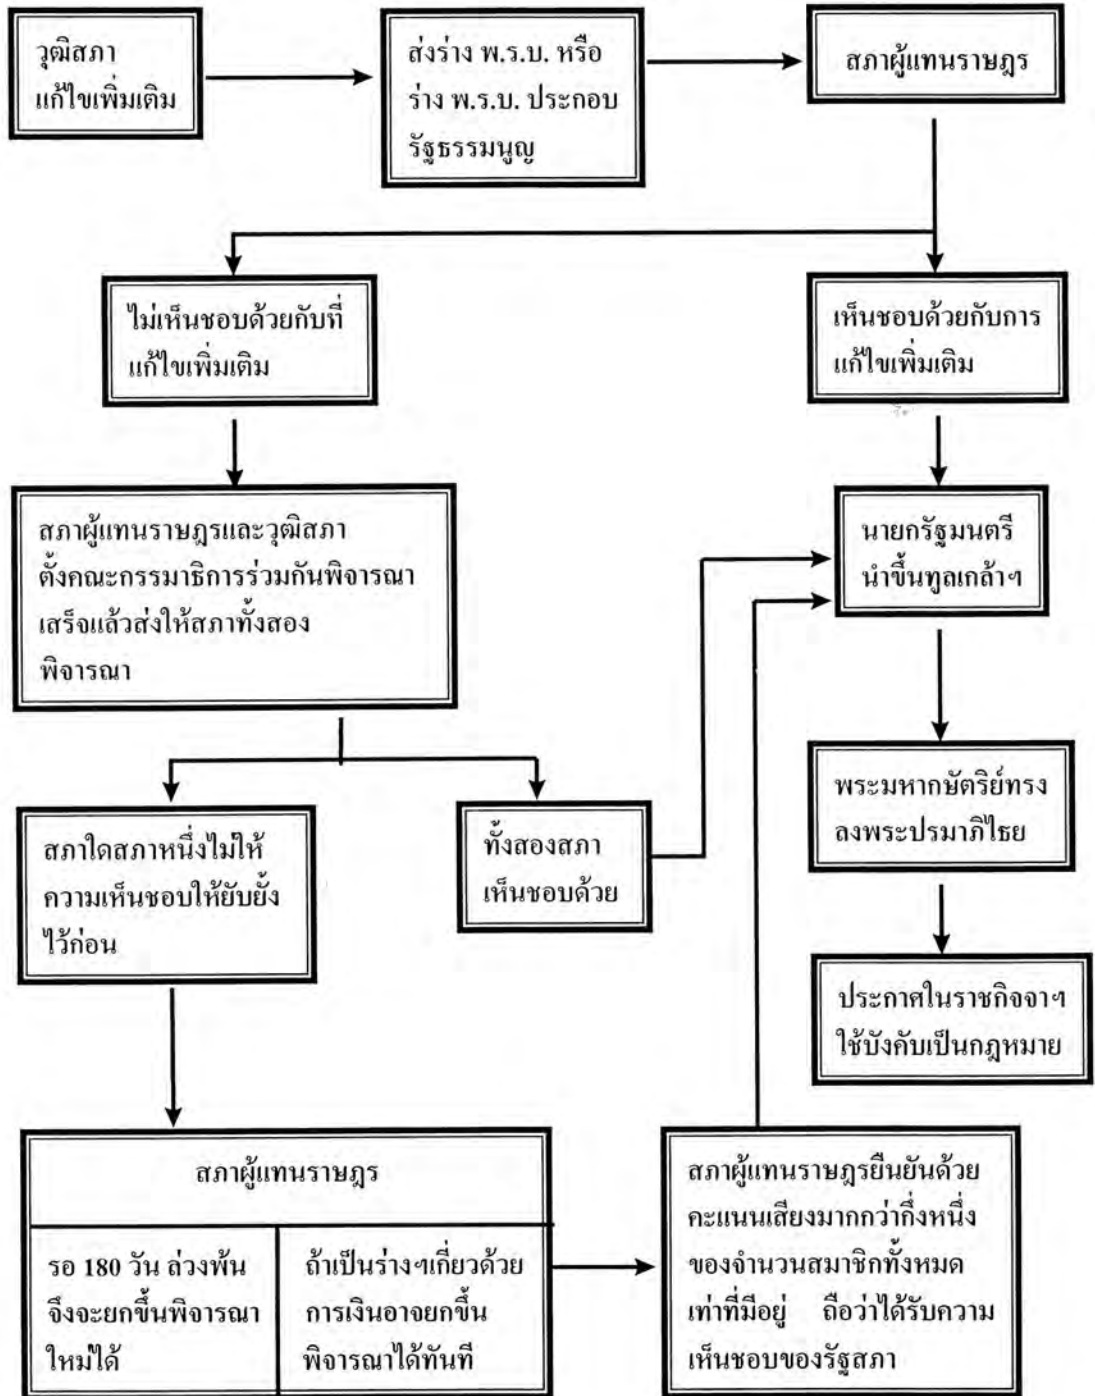 วุฒิสภา
แก้ไขเพิ่มเติม
ส่งร่าง พ.ร.บ. หรือ
ร่าง พ.ร.บ. ประกอบ
รัฐธรรมนูญ
สภาผู้แทนราษฎร
ไม่เห็นชอบด้วยกับที่
แก้ไขเพิ่มเติม
เห็นชอบด้วยกับการ
แก้ไขเพิ่มเติม
สภาผู้แทนราษฎรและวุฒิสภา
ตั้งคณะกรรมาธิการร่วมกันพิจารณา
เสร็จแล้วส่งให้สภาทั้งสอง
พิจารณา
นายกรัฐมนตรี
นำขึ้นทูลเกล้าฯ
สภาใดสภาหนึ่งไม่ให้
ความเห็นชอบให้ยับยั้ง
ไว้ก่อน
ทั้งสองสภา
เห็นชอบด้วย
พระมหากษัตริย์ทรง
ลงพระปรมาภิไธย
ประกาศในราชกิจจาฯ
ใช้บังคับเป็นกฎหมาย
สภาผู้แทนราษฎร
รอ 180 วัน ล่วงพ้น
จึงจะยกขึ้นพิจารณา
ใหม่ได้
ถ้าเป็นร่างฯเกี่ยวด้วย
การเงินอาจยกขึ้น
พิจารณาได้ทันที
สภาผู้แทนราษฎรยืนยันด้วย
คะแนนเสียงมากกว่ากึ่งหนึ่ง
ของจำนวนสมาชิกทั้งหมด
เท่าที่มีอยู่ ถือว่าได้รับความ
เห็นชอบของรัฐสภา